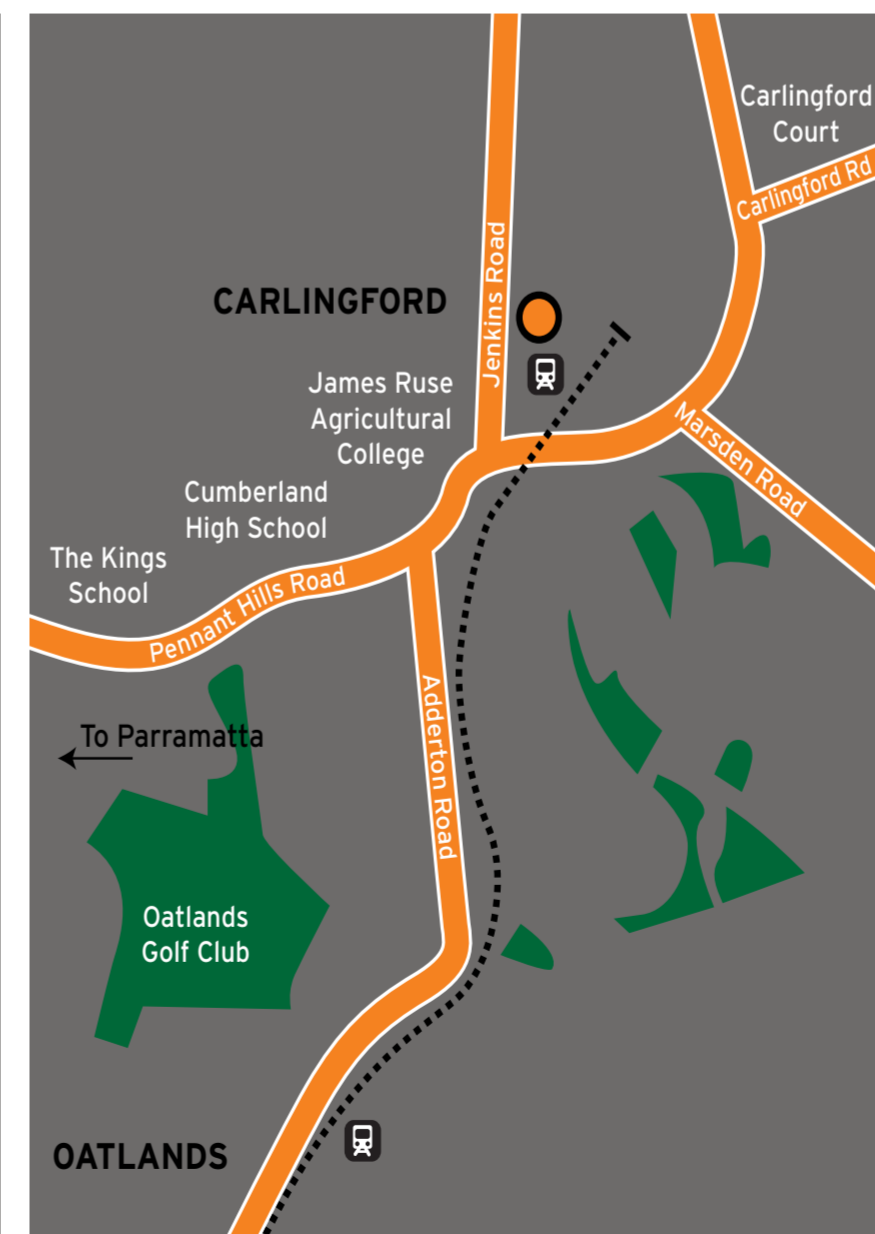 Carlingford
Court
Carlingford Rd
Jenkins Road
CARLINGFORD
James Ruse
Agricultural
College
Marsden Road
Cumberland
High School
The Kings
School
Pennant Hills Road
Adderton Road
To Parramatta
Oatlands
Golf Club
OATLANDS